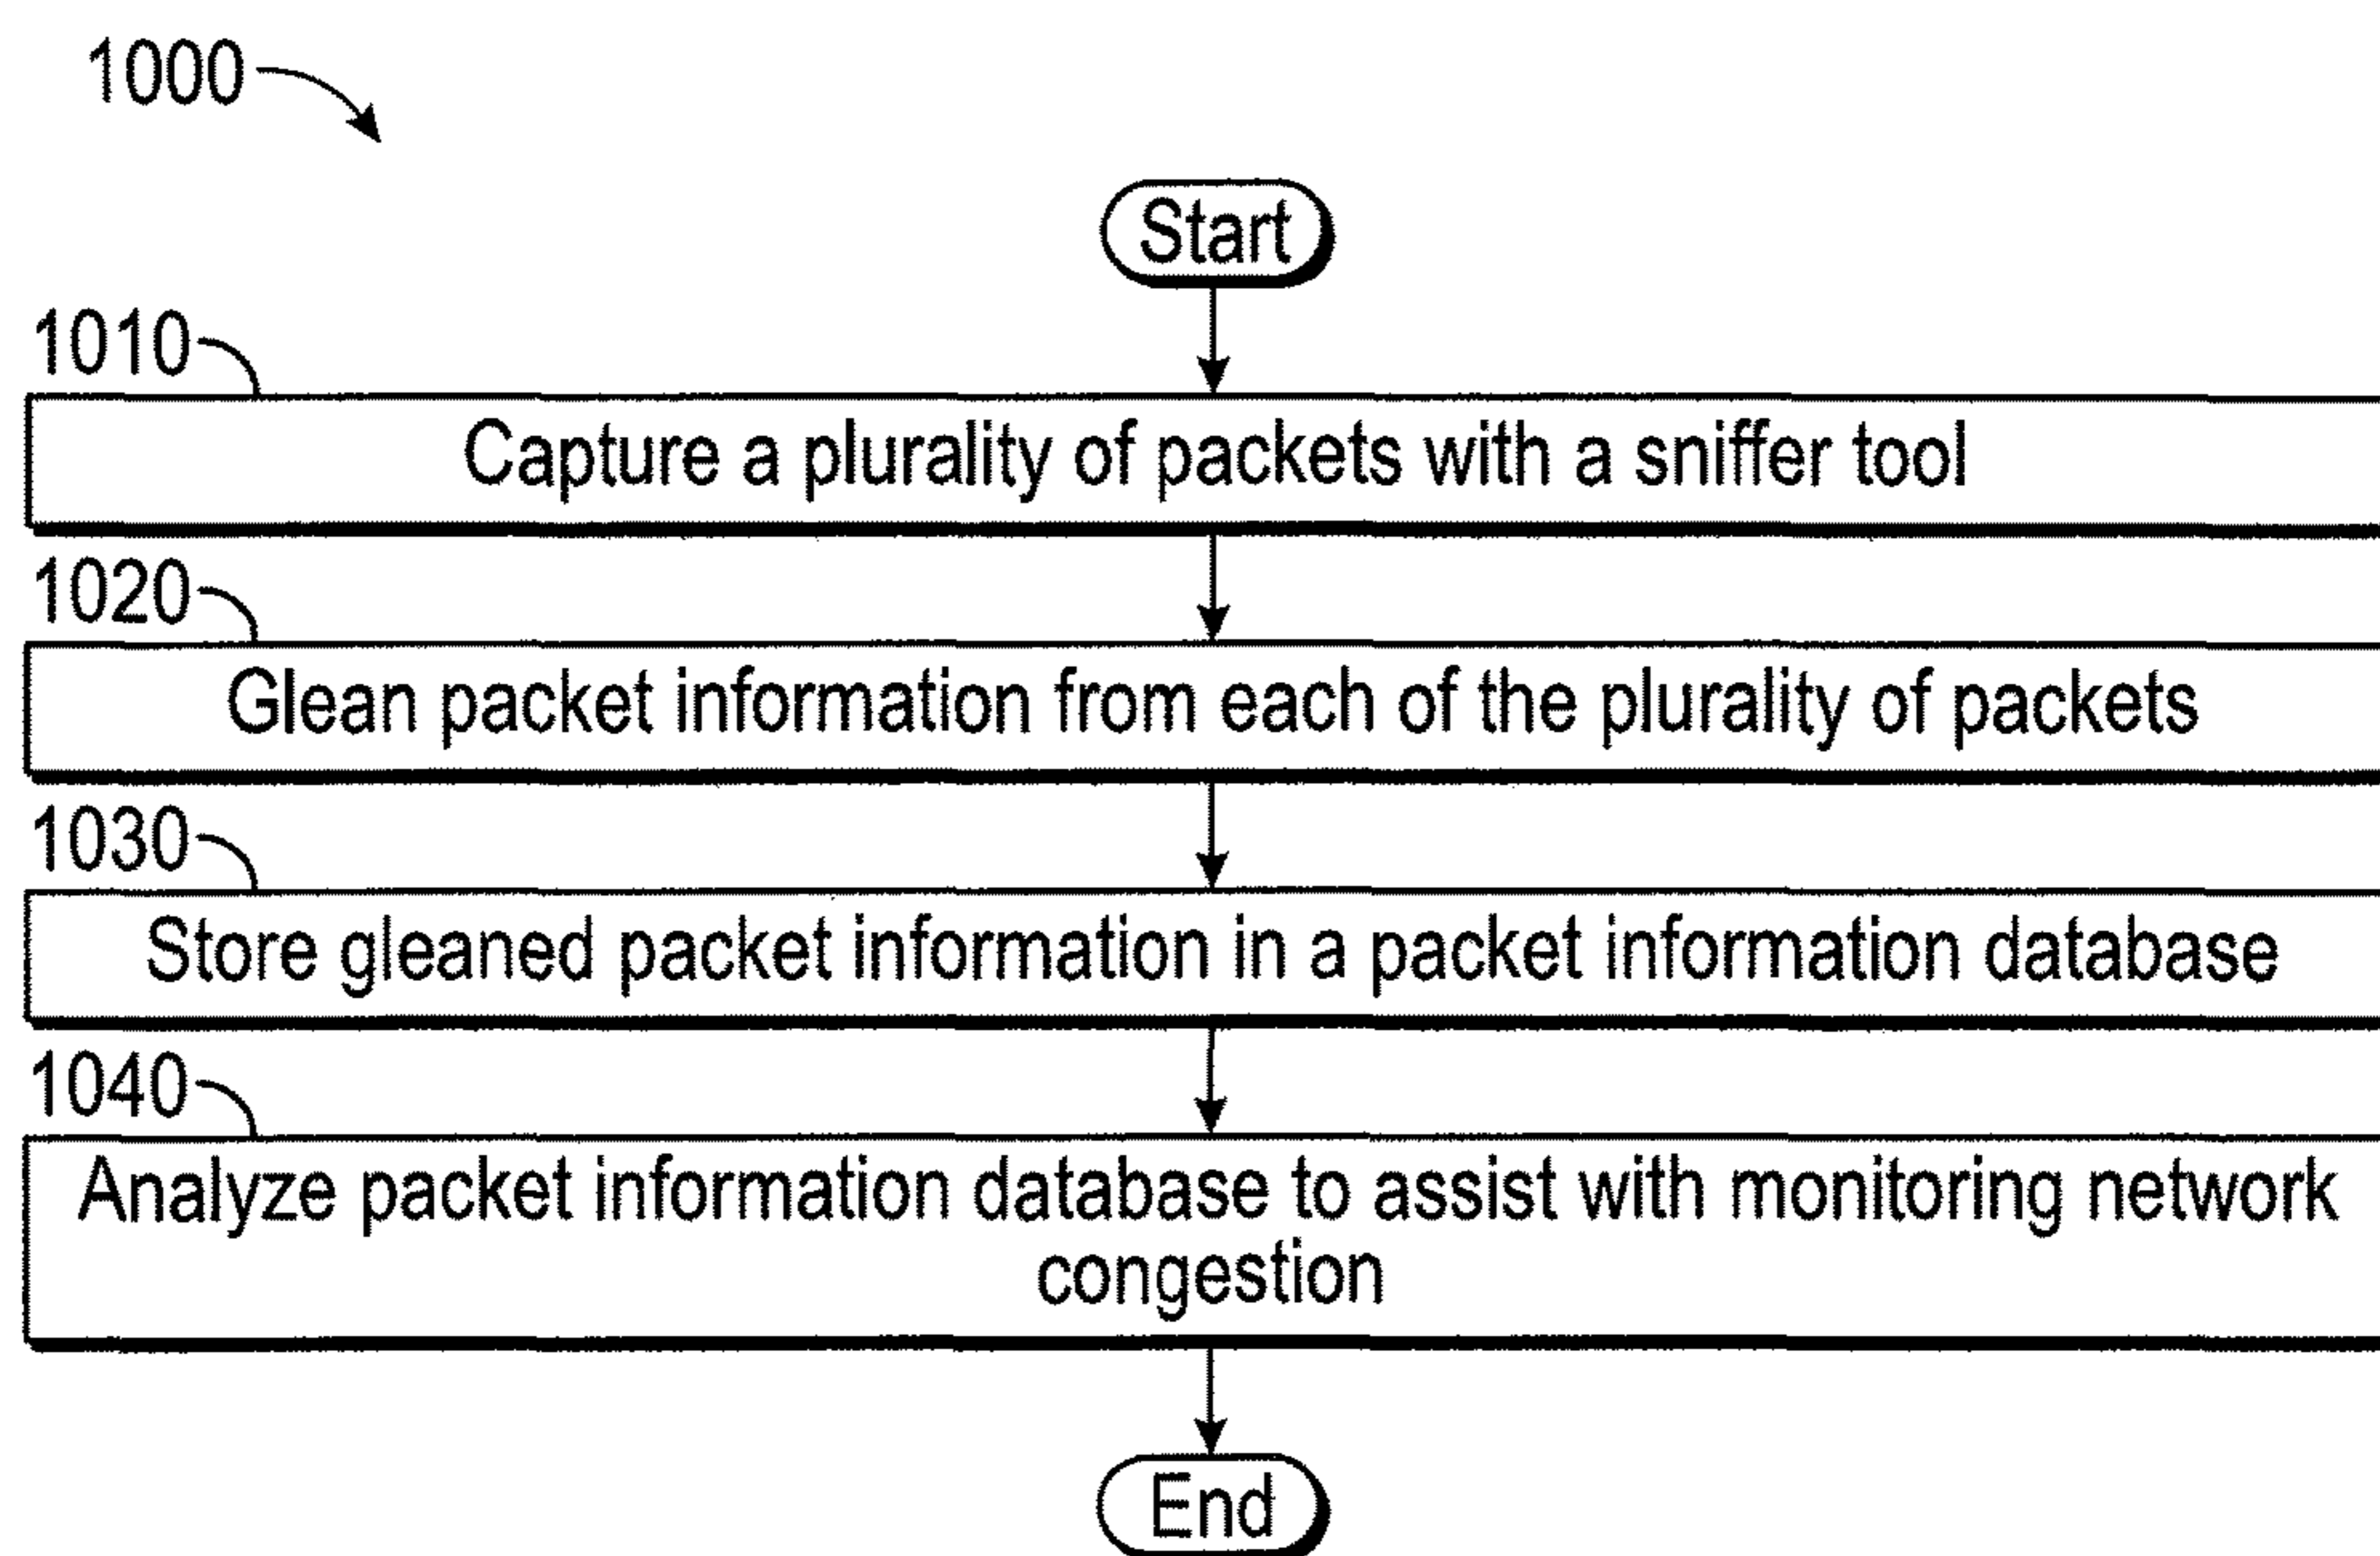 1000
Start
1010
Capture a plurality of packets with a sniffer tool
1020
Glean packet information from each of the plurality of packets
1030
Store gleaned packet information in a packet information database
1040
Analyze packet information database to assist with monitoring network
congestion
End